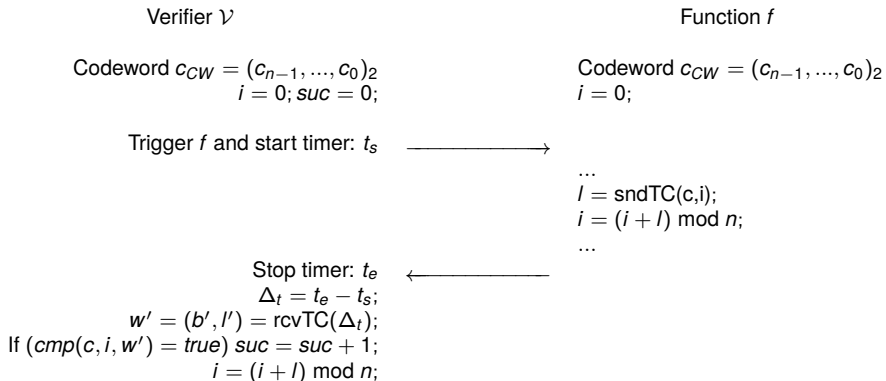 Verifier 𝒱 Function f
Codeword c_CW = (c_{n−1}, ..., c_0)_2 Codeword c_CW = (c_{n−1}, ..., c_0)_2
i = 0; suc = 0; i = 0;
Trigger f and start timer: t_s
...
l = sndTC(c,i);
i = (i + l) mod n;
...
Stop timer: t_e
Δ_t = t_e − t_s;
w′ = (b′, l′) = rcvTC(Δ_t);
If (cmp(c, i, w′) = true) suc = suc + 1;
i = (i + l) mod n;